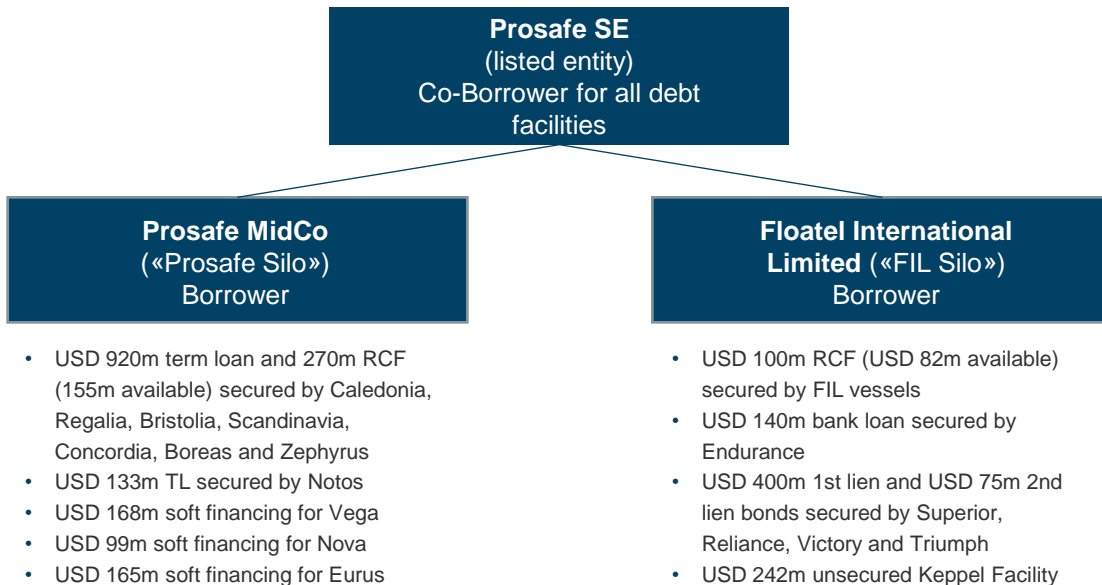 Prosafe SE
(listed entity)
Co-Borrower for all debt
facilities
Prosafe MidCo
(«Prosafe Silo»)
Borrower
• USD 920m term loan and 270m RCF
(155m available) secured by Caledonia,
Regalia, Bristolia, Scandinavia,
Concordia, Boreas and Zephyrus
• USD 133m TL secured by Notos
• USD 168m soft financing for Vega
• USD 99m soft financing for Nova
• USD 165m soft financing for Eurus
Floatel International
Limited («FIL Silo»)
Borrower
• USD 100m RCF (USD 82m available)
secured by FIL vessels
• USD 140m bank loan secured by
Endurance
• USD 400m 1st lien and USD 75m 2nd
lien bonds secured by Superior,
Reliance, Victory and Triumph
• USD 242m unsecured Keppel Facility